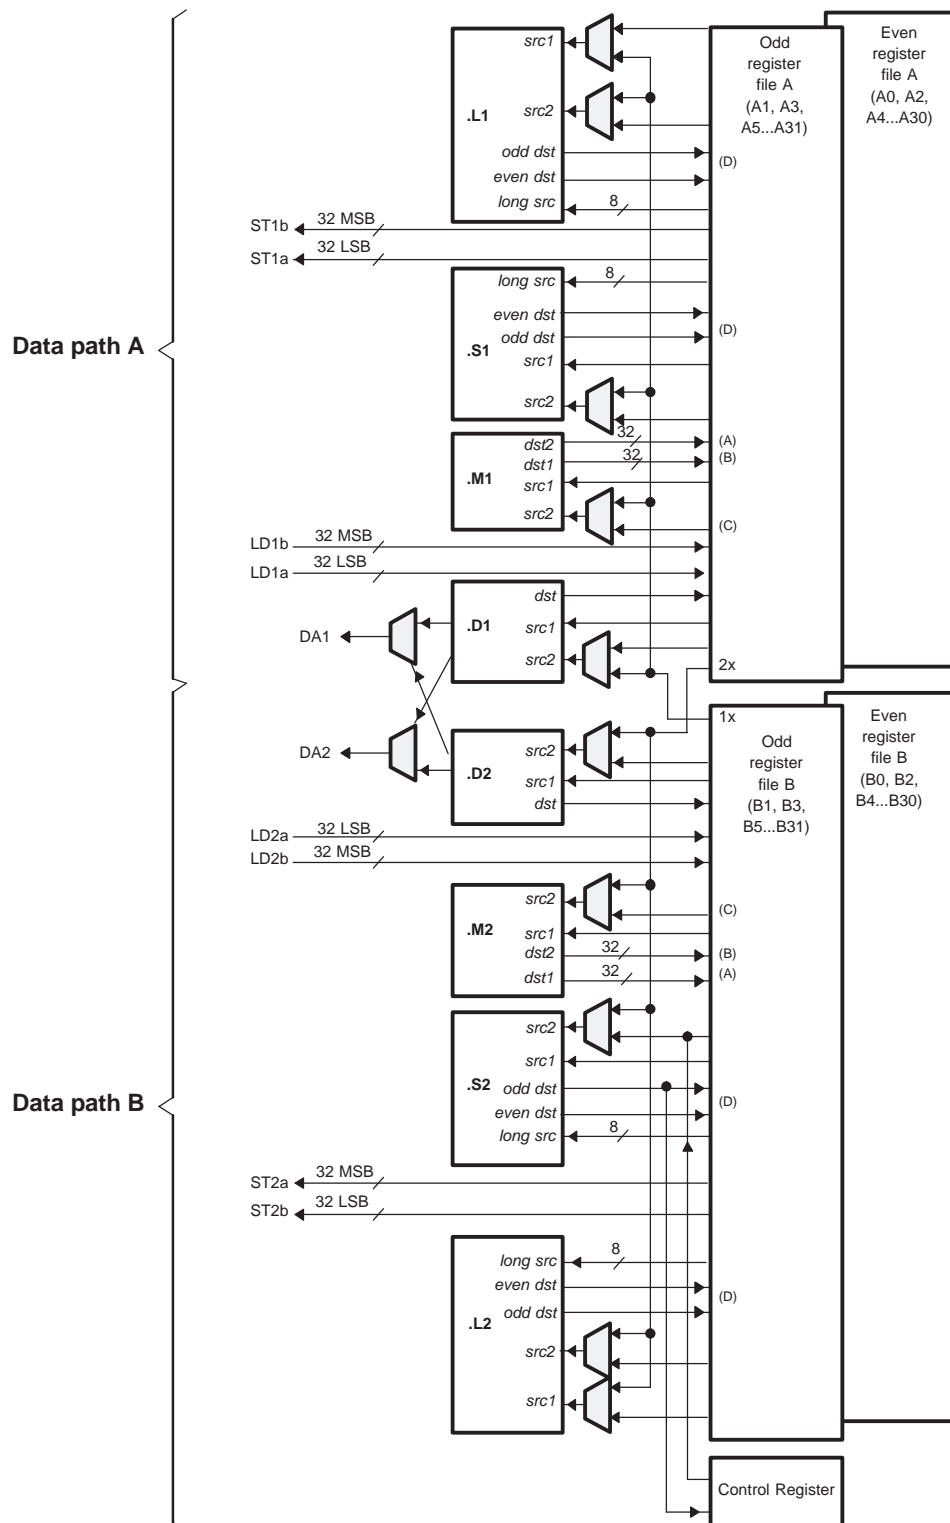 src1
.L1
src2
odd dst
even dst
long src
8
Odd
register
file A
(A1, A3,
A5...A31)
(D)
Even
register
file A
(A0, A2,
A4...A30)
ST1b
32 MSB
ST1a
32 LSB
Data path A
8
long src
even dst
odd dst
(D)
.S1
src1
src2
32
(A)
dst2
32
(B)
dst1
.M1
src1
src2
(C)
LD1b
32 MSB
LD1a
32 LSB
dst
.D1
src1
src2
DA1
2x
1x
DA2
src2
.D2
src1
dst
Odd
register
file B
(B1, B3,
B5...B31)
Even
register
file B
(B0, B2,
B4...B30)
LD2a
32 LSB
LD2b
32 MSB
src2
(C)
.M2
src1
dst2
32
(B)
dst1
32
(A)
src2
src1
.S2
odd dst
(D)
even dst
long src
8
Data path B
ST2a
32 MSB
ST2b
32 LSB
long src
8
even dst
(D)
odd dst
.L2
src2
src1
Control Register